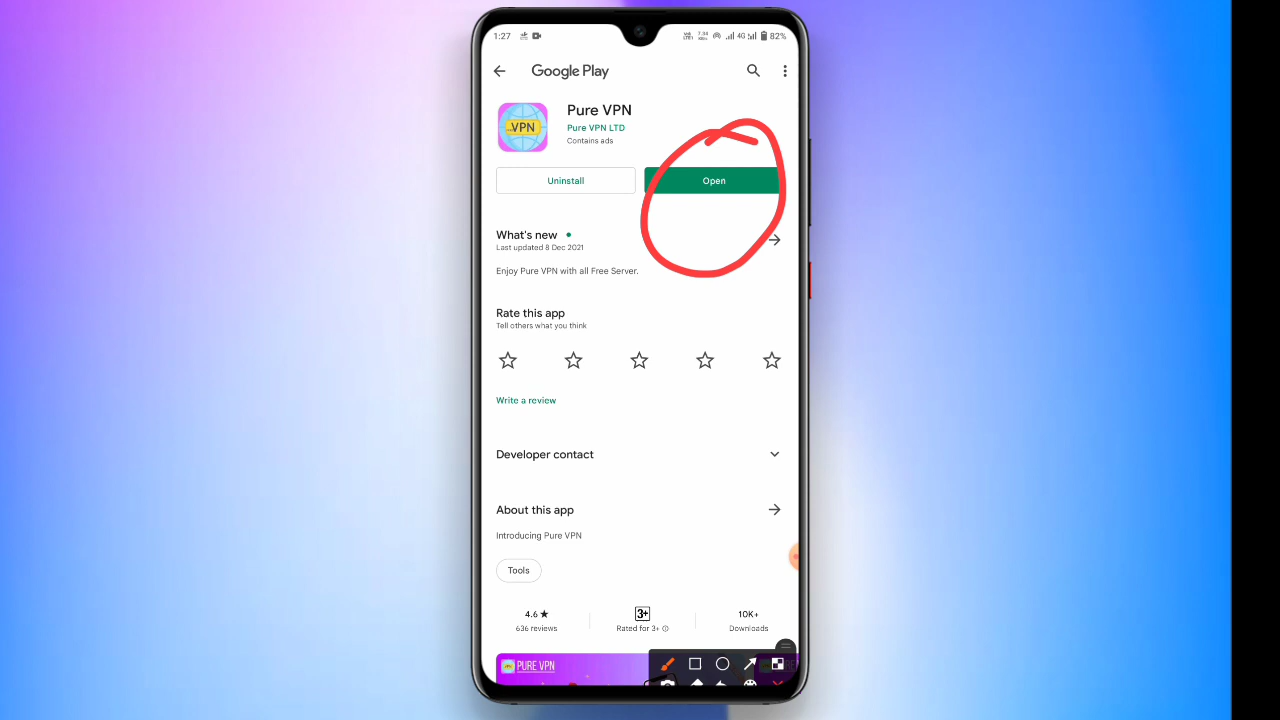 1:27 4G 82%
Google Play
VPN
Pure VPN
Pure VPN LTD
Contains ads
Uninstall
Open
What's new
Last updated 8 Dec 2021
Enjoy Pure VPN with all Free Server.
Rate this app
Tell others what you think
Write a review
Developer contact
About this app
Introducing Pure VPN
Tools
4.6 ★ 3+ 10K+
636 reviews Rated for 3+ Downloads
PURE VPN